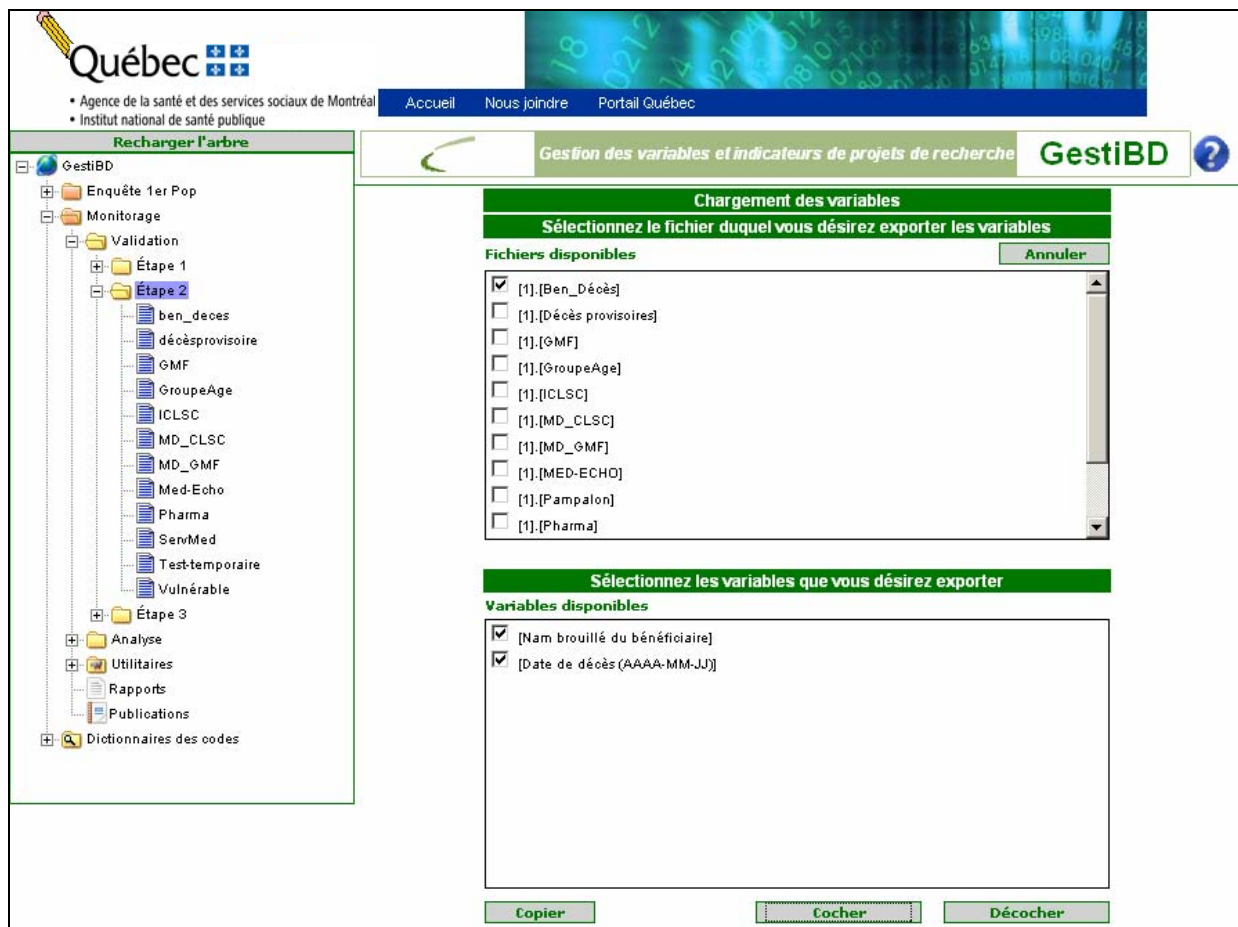 Québec
• Agence de la santé et des services sociaux de Montréal
• Institut national de santé publique
Accueil Nous joindre Portail Québec
Recharger l'arbre
GestiBD
Enquête 1er Pop
Monitorage
Validation
Étape 1
Étape 2
ben_deces
décèsprovisoire
GMF
GroupeAge
ICLSC
MD_CLSC
MD_GMF
Med-Echo
Pharma
ServMed
Test-temporaire
Vulnérable
Étape 3
Analyse
Utilitaires
Rapports
Publications
Dictionnaires des codes
Gestion des variables et indicateurs de projets de recherche
GestiBD
?
Chargement des variables
Sélectionnez le fichier duquel vous désirez exporter les variables
Fichiers disponibles
Annuler
[1].[Ben_Décès]
[1].[Décès provisoires]
[1].[GMF]
[1].[GroupeAge]
[1].[ICLSC]
[1].[MD_CLSC]
[1].[MD_GMF]
[1].[MED-ECHO]
[1].[Pampalon]
[1].[Pharma]
Sélectionnez les variables que vous désirez exporter
Variables disponibles
[Nam brouillé du bénéficiaire]
[Date de décès (AAAA-MM-JJ)]
Copier
Cocher
Décocher